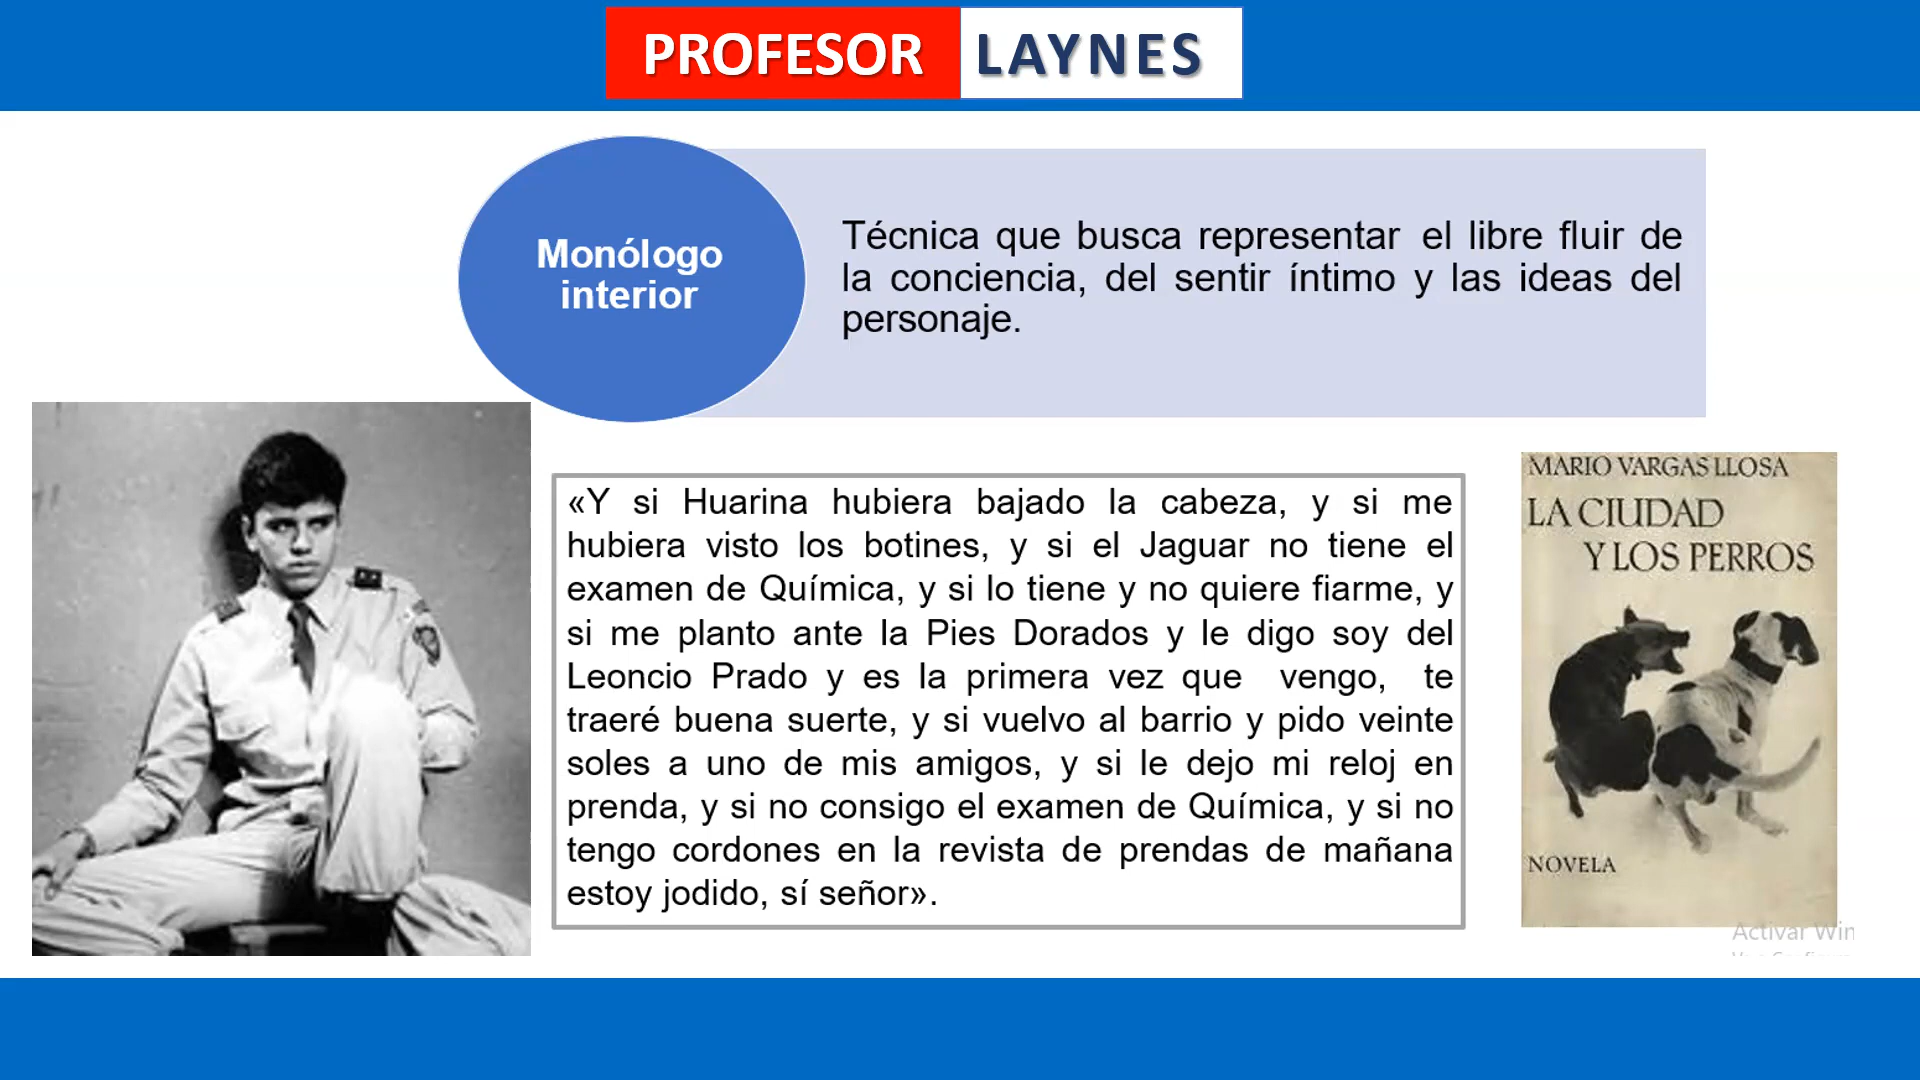 PROFESOR LAYNES
Monólogo
interior
Técnica que busca representar el libre fluir de
la conciencia, del sentir íntimo y las ideas del
personaje.
«Y si Huarina hubiera bajado la cabeza, y si me
hubiera visto los botines, y si el Jaguar no tiene el
examen de Química, y si lo tiene y no quiere fiarme, y
si me planto ante la Pies Dorados y le digo soy del
Leoncio Prado y es la primera vez que vengo, te
traeré buena suerte, y si vuelvo al barrio y pido veinte
soles a uno de mis amigos, y si le dejo mi reloj en
prenda, y si no consigo el examen de Química, y si no
tengo cordones en la revista de prendas de mañana
estoy jodido, sí señor».
MARIO VARGAS LLOSA
LA CIUDAD
Y LOS PERROS
NOVELA
Activar Win